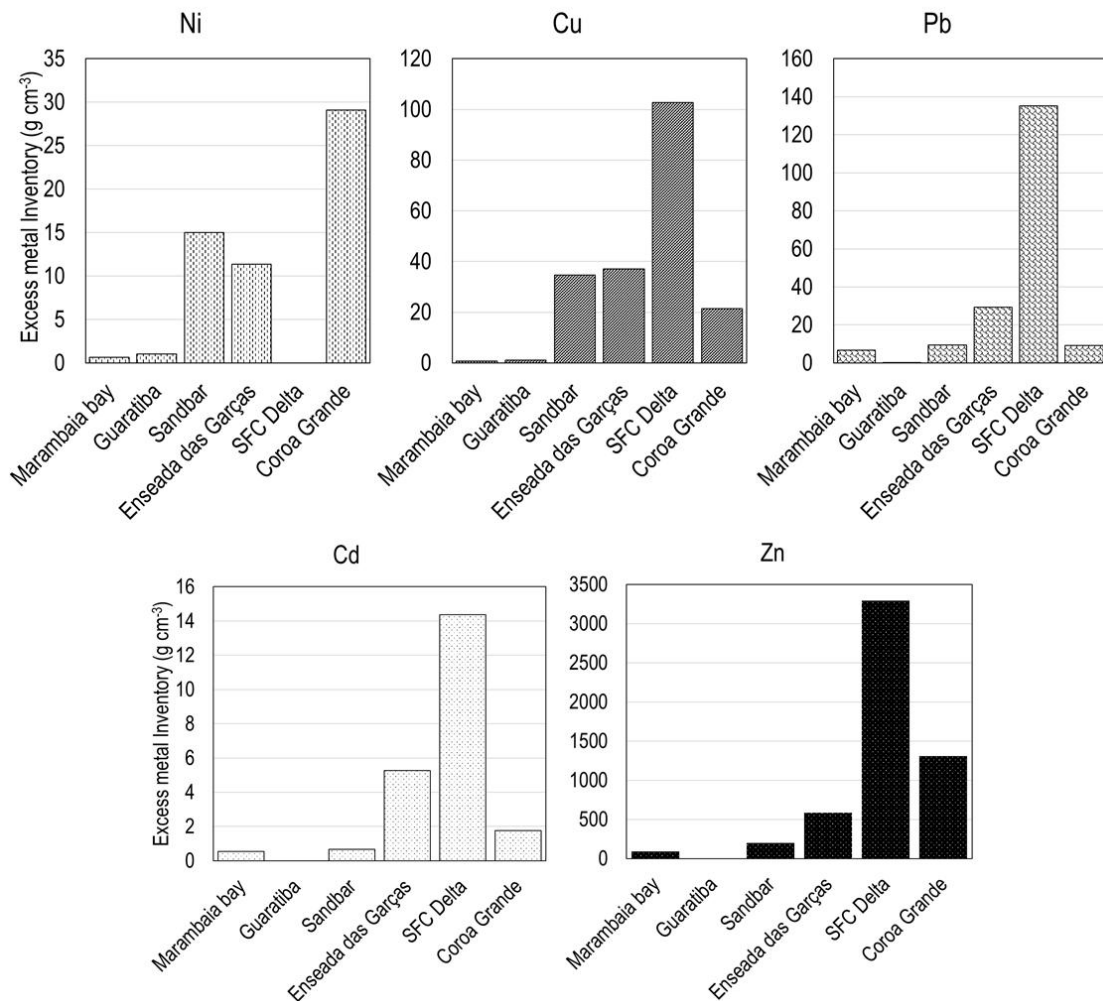 Ni
Cu
Pb
Excess metal Inventory (g cm-3)
35
30
25
20
15
10
5
0
120
100
80
60
40
20
0
160
140
120
100
80
60
40
20
0
Marambaia bay
Guaratiba
Sandbar
Enseada das Garças
SFC Delta
Coroa Grande
Marambaia bay
Guaratiba
Sandbar
Enseada das Garças
SFC Delta
Coroa Grande
Marambaia bay
Guaratiba
Sandbar
Enseada das Garças
SFC Delta
Coroa Grande
Cd
Zn
Excess metal Inventory (g cm-3)
16
14
12
10
8
6
4
2
0
3500
3000
2500
2000
1500
1000
500
0
Marambaia bay
Guaratiba
Sandbar
Enseada das Garças
SFC Delta
Coroa Grande
Marambaia bay
Guaratiba
Sandbar
Enseada das Garças
SFC Delta
Coroa Grande